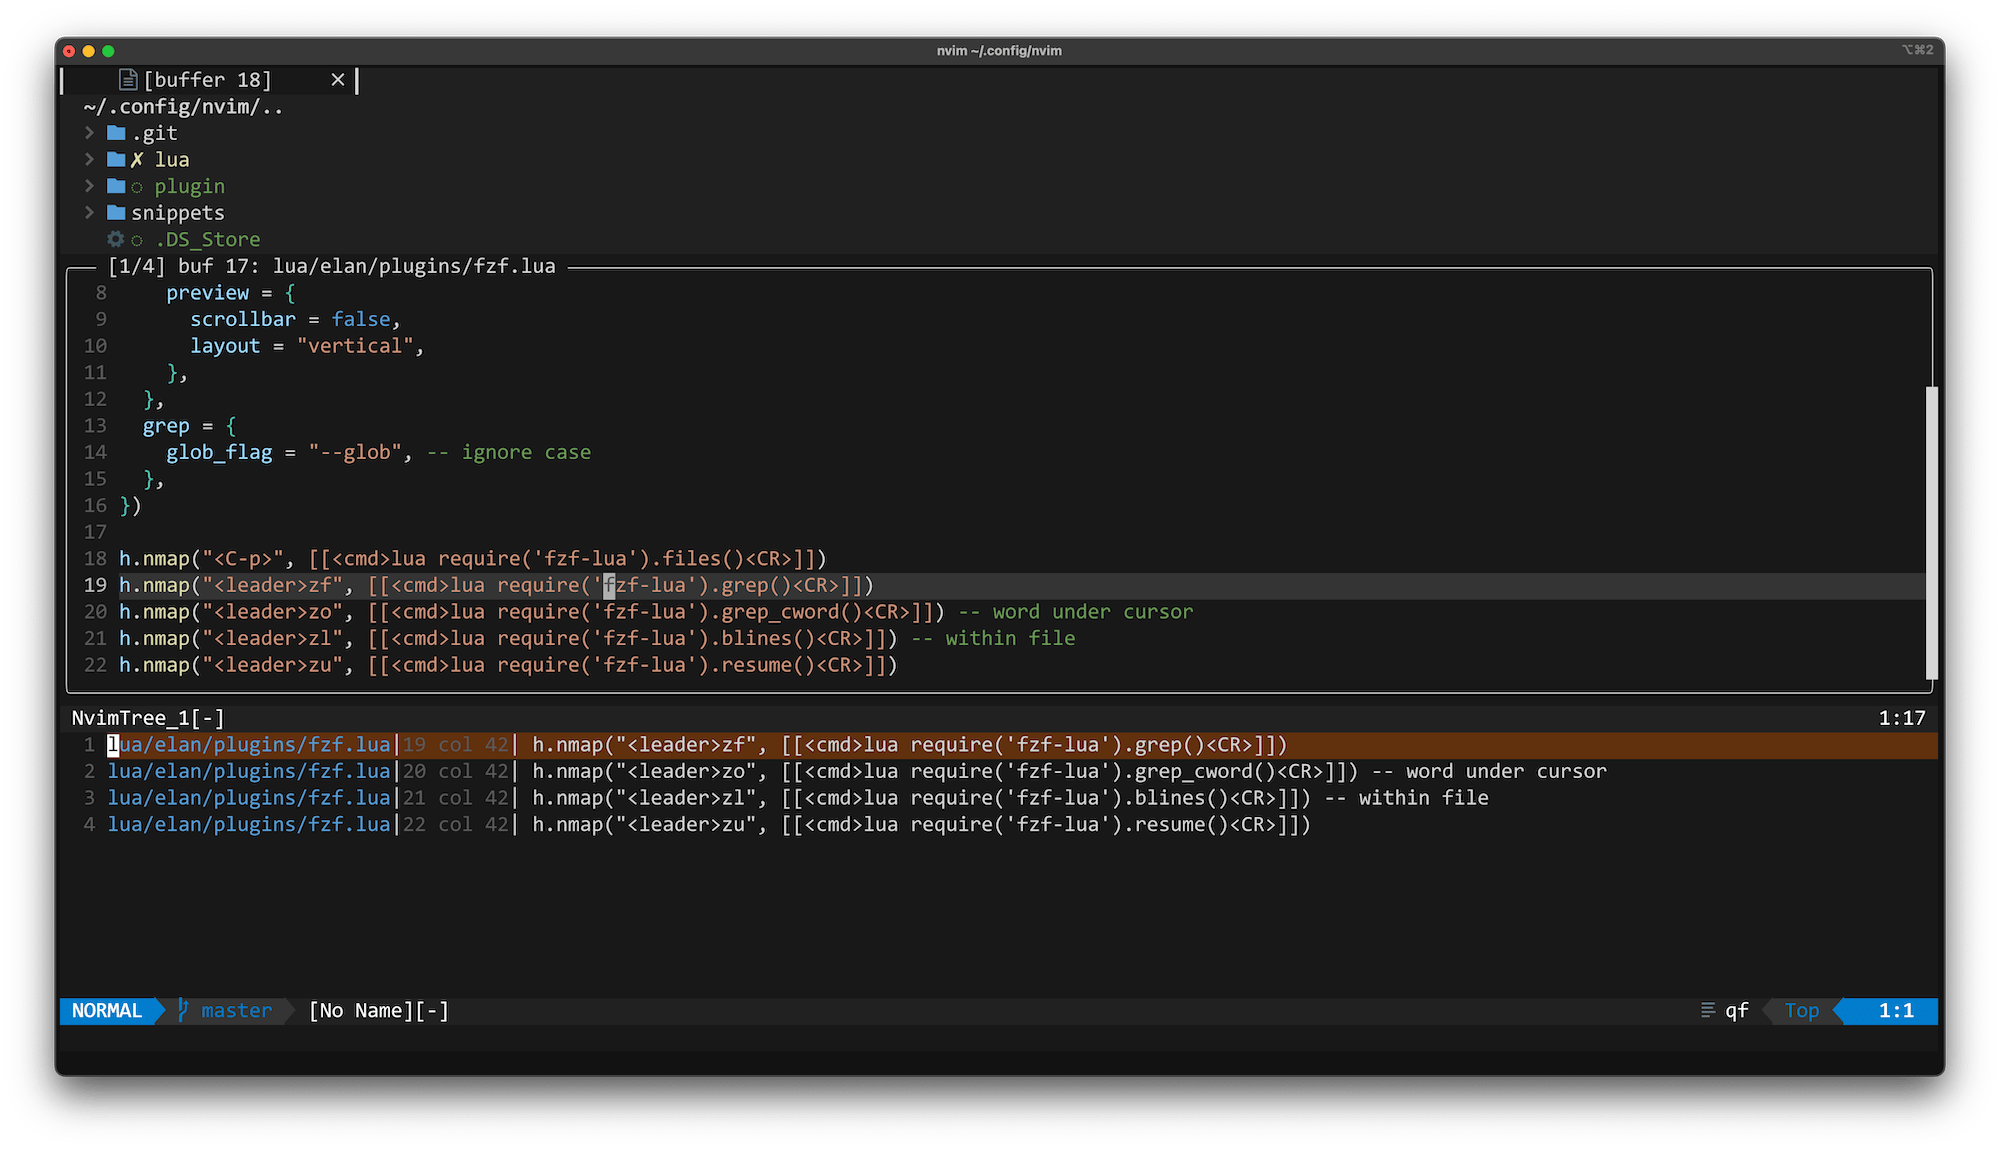 nvim ~/.config/nvim
⌥⌘2
[buffer 18] ✕
~/.config/nvim/..
.git
✗ lua
plugin
snippets
.DS_Store
[1/4] buf 17: lua/elan/plugins/fzf.lua
8     preview = {
9       scrollbar = false,
10       layout = "vertical",
11     },
12   },
13   grep = {
14     glob_flag = "--glob", -- ignore case
15   },
16 })
17
18 h.nmap("<C-p>", [[<cmd>lua require('fzf-lua').files()<CR>]])
19 h.nmap("<leader>zf", [[<cmd>lua require('fzf-lua').grep()<CR>]])
20 h.nmap("<leader>zo", [[<cmd>lua require('fzf-lua').grep_cword()<CR>]]) -- word under cursor
21 h.nmap("<leader>zl", [[<cmd>lua require('fzf-lua').blines()<CR>]]) -- within file
22 h.nmap("<leader>zu", [[<cmd>lua require('fzf-lua').resume()<CR>]])
NvimTree_1[-] 1:17
1 lua/elan/plugins/fzf.lua|19 col 42| h.nmap("<leader>zf", [[<cmd>lua require('fzf-lua').grep()<CR>]])
2 lua/elan/plugins/fzf.lua|20 col 42| h.nmap("<leader>zo", [[<cmd>lua require('fzf-lua').grep_cword()<CR>]]) -- word under cursor
3 lua/elan/plugins/fzf.lua|21 col 42| h.nmap("<leader>zl", [[<cmd>lua require('fzf-lua').blines()<CR>]]) -- within file
4 lua/elan/plugins/fzf.lua|22 col 42| h.nmap("<leader>zu", [[<cmd>lua require('fzf-lua').resume()<CR>]])
NORMAL master [No Name][-] qf Top 1:1